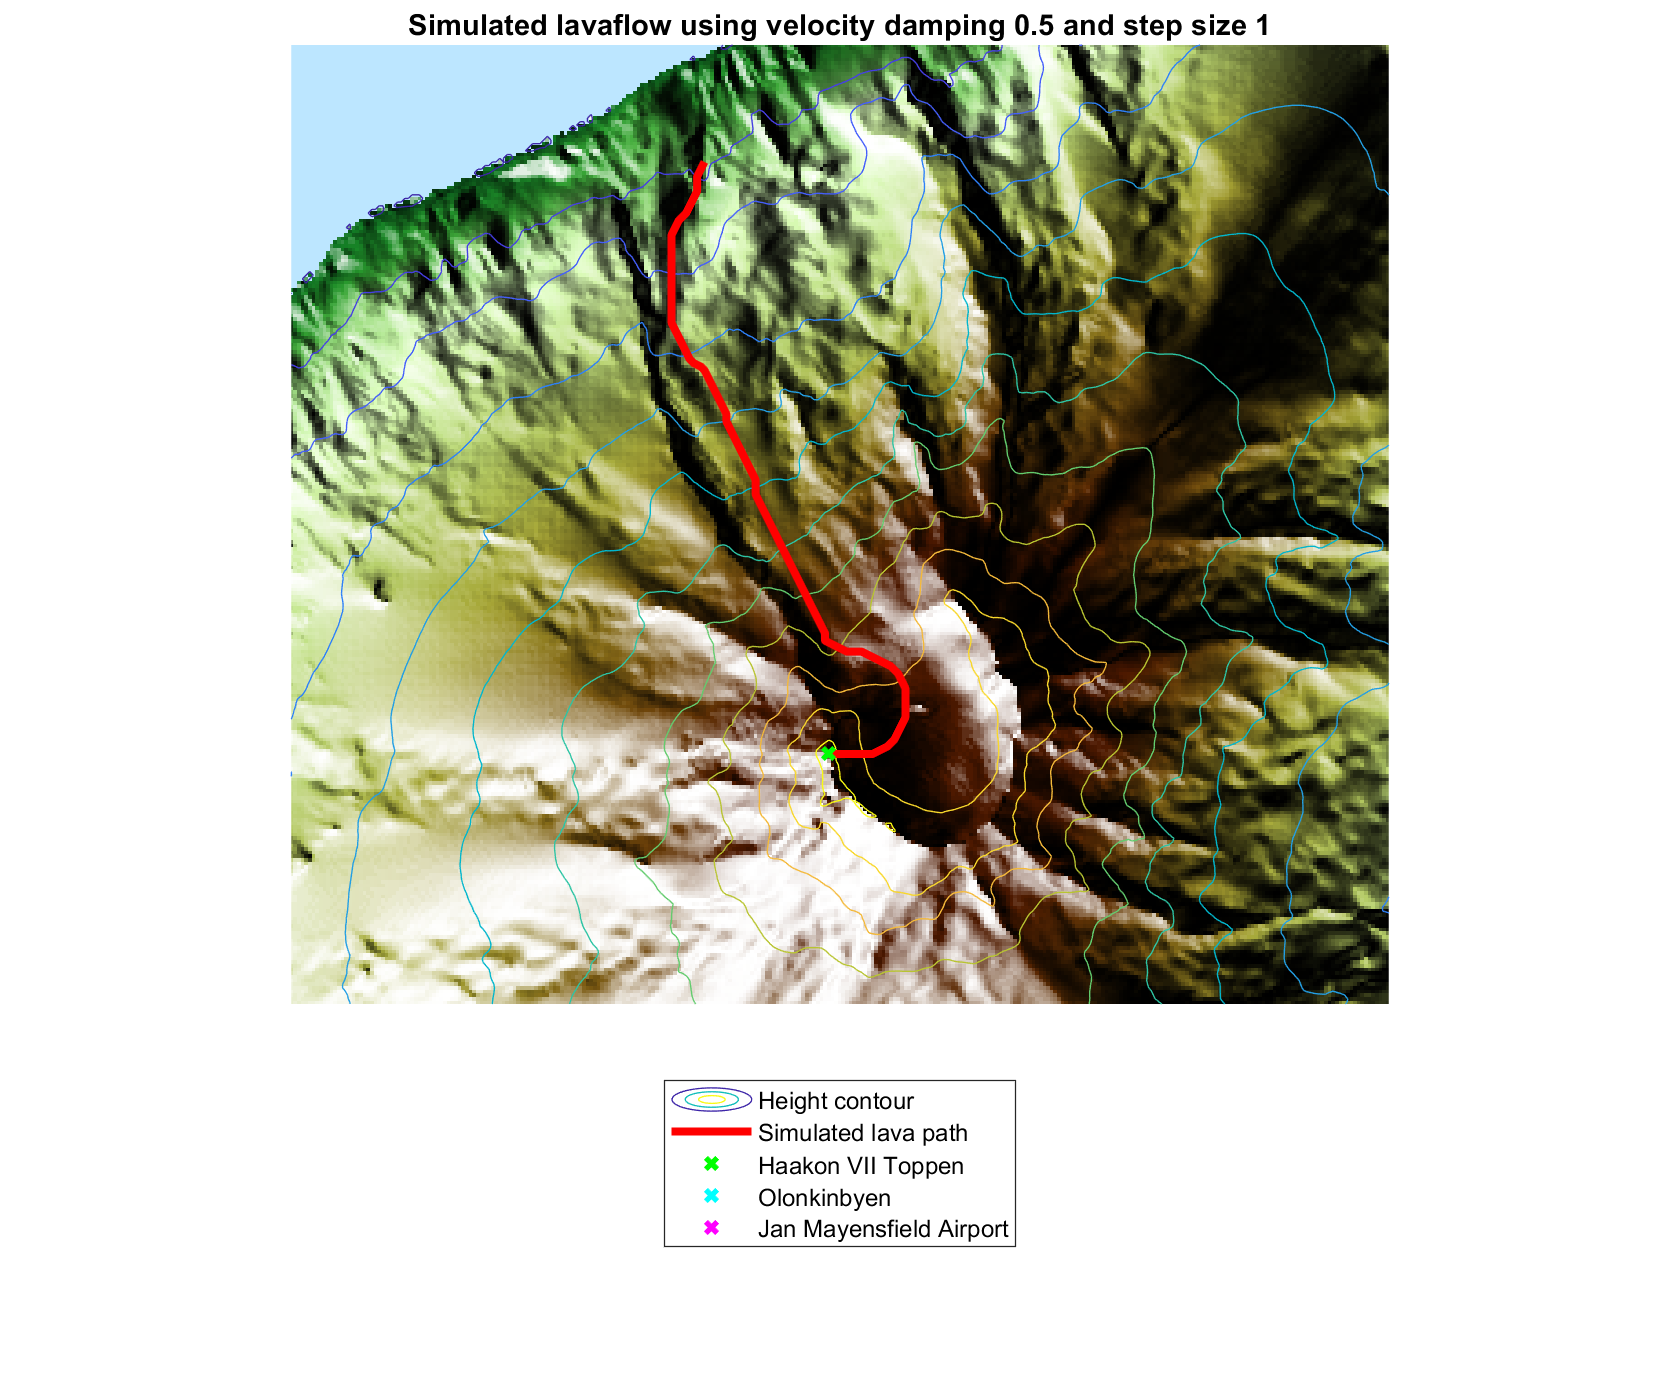 Simulated lavaflow using velocity damping 0.5 and step size 1
Height contour
Simulated lava path
Haakon VII Toppen
Olonkinbyen
Jan Mayensfield Airport